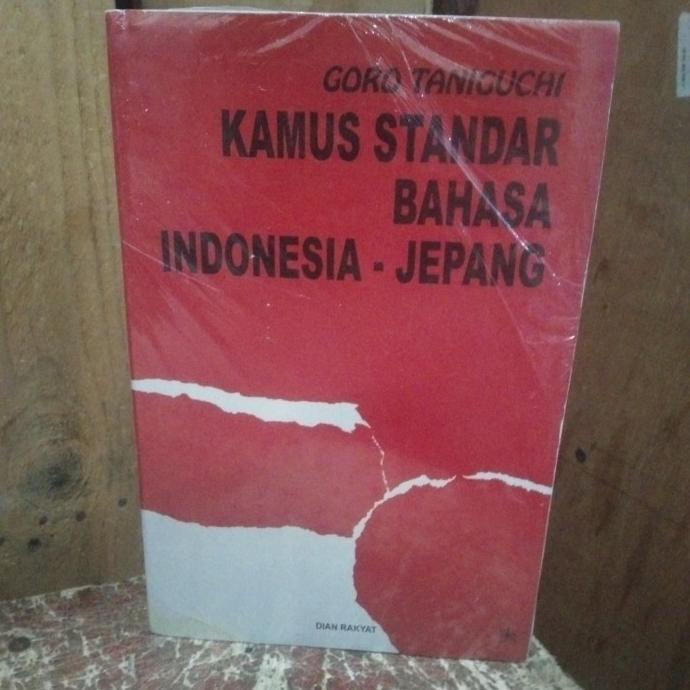 GORO TANIGUCHI
KAMUS STANDAR
BAHASA
INDONESIA - JEPANG
DIAN RAKYAT